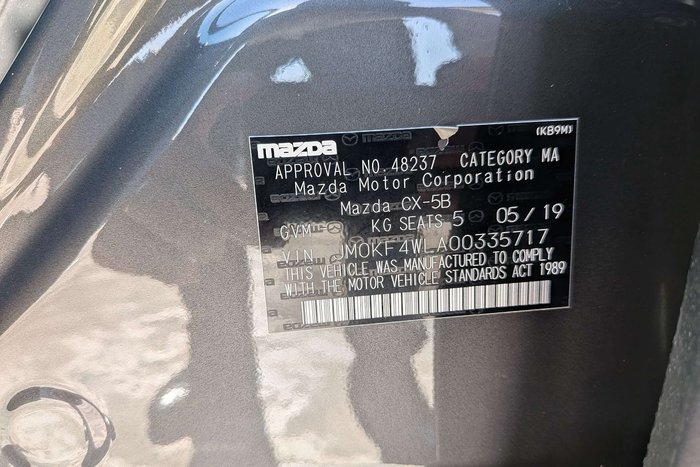 (KB9M)
mazda
APPROVAL NO. 48237 CATEGORY MA
Mazda Motor Corporation
Mazda CX-5B
GVM KG SEATS 5 05/19
VIN JM0KF4WLA00335717
THIS VEHICLE WAS MANUFACTURED TO COMPLY
WITH THE MOTOR VEHICLE STANDARDS ACT 1989